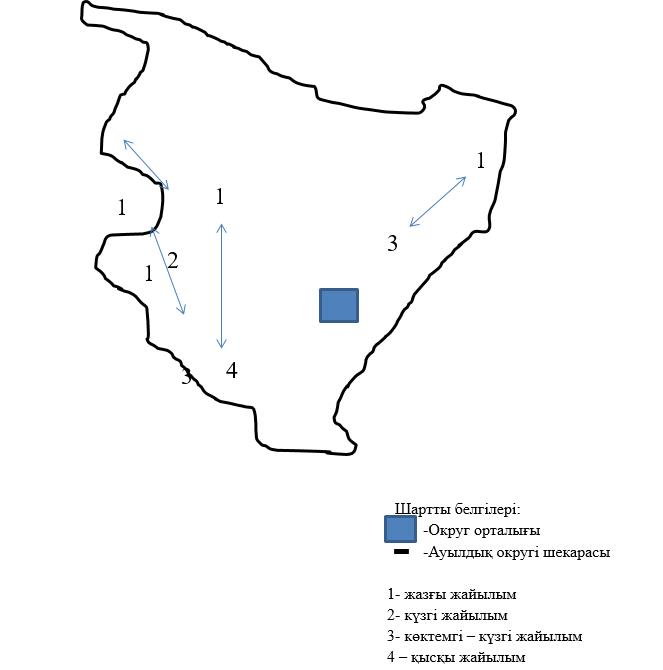 1
1
3
1
2
1
3
4
Шартты белгілері:
-Округ орталығы
-Ауылдық округі шекарасы
1- жазғы жайылым
2- күзгі жайылым
3- көктемгі – күзгі жайылым
4 – қысқы жайылым